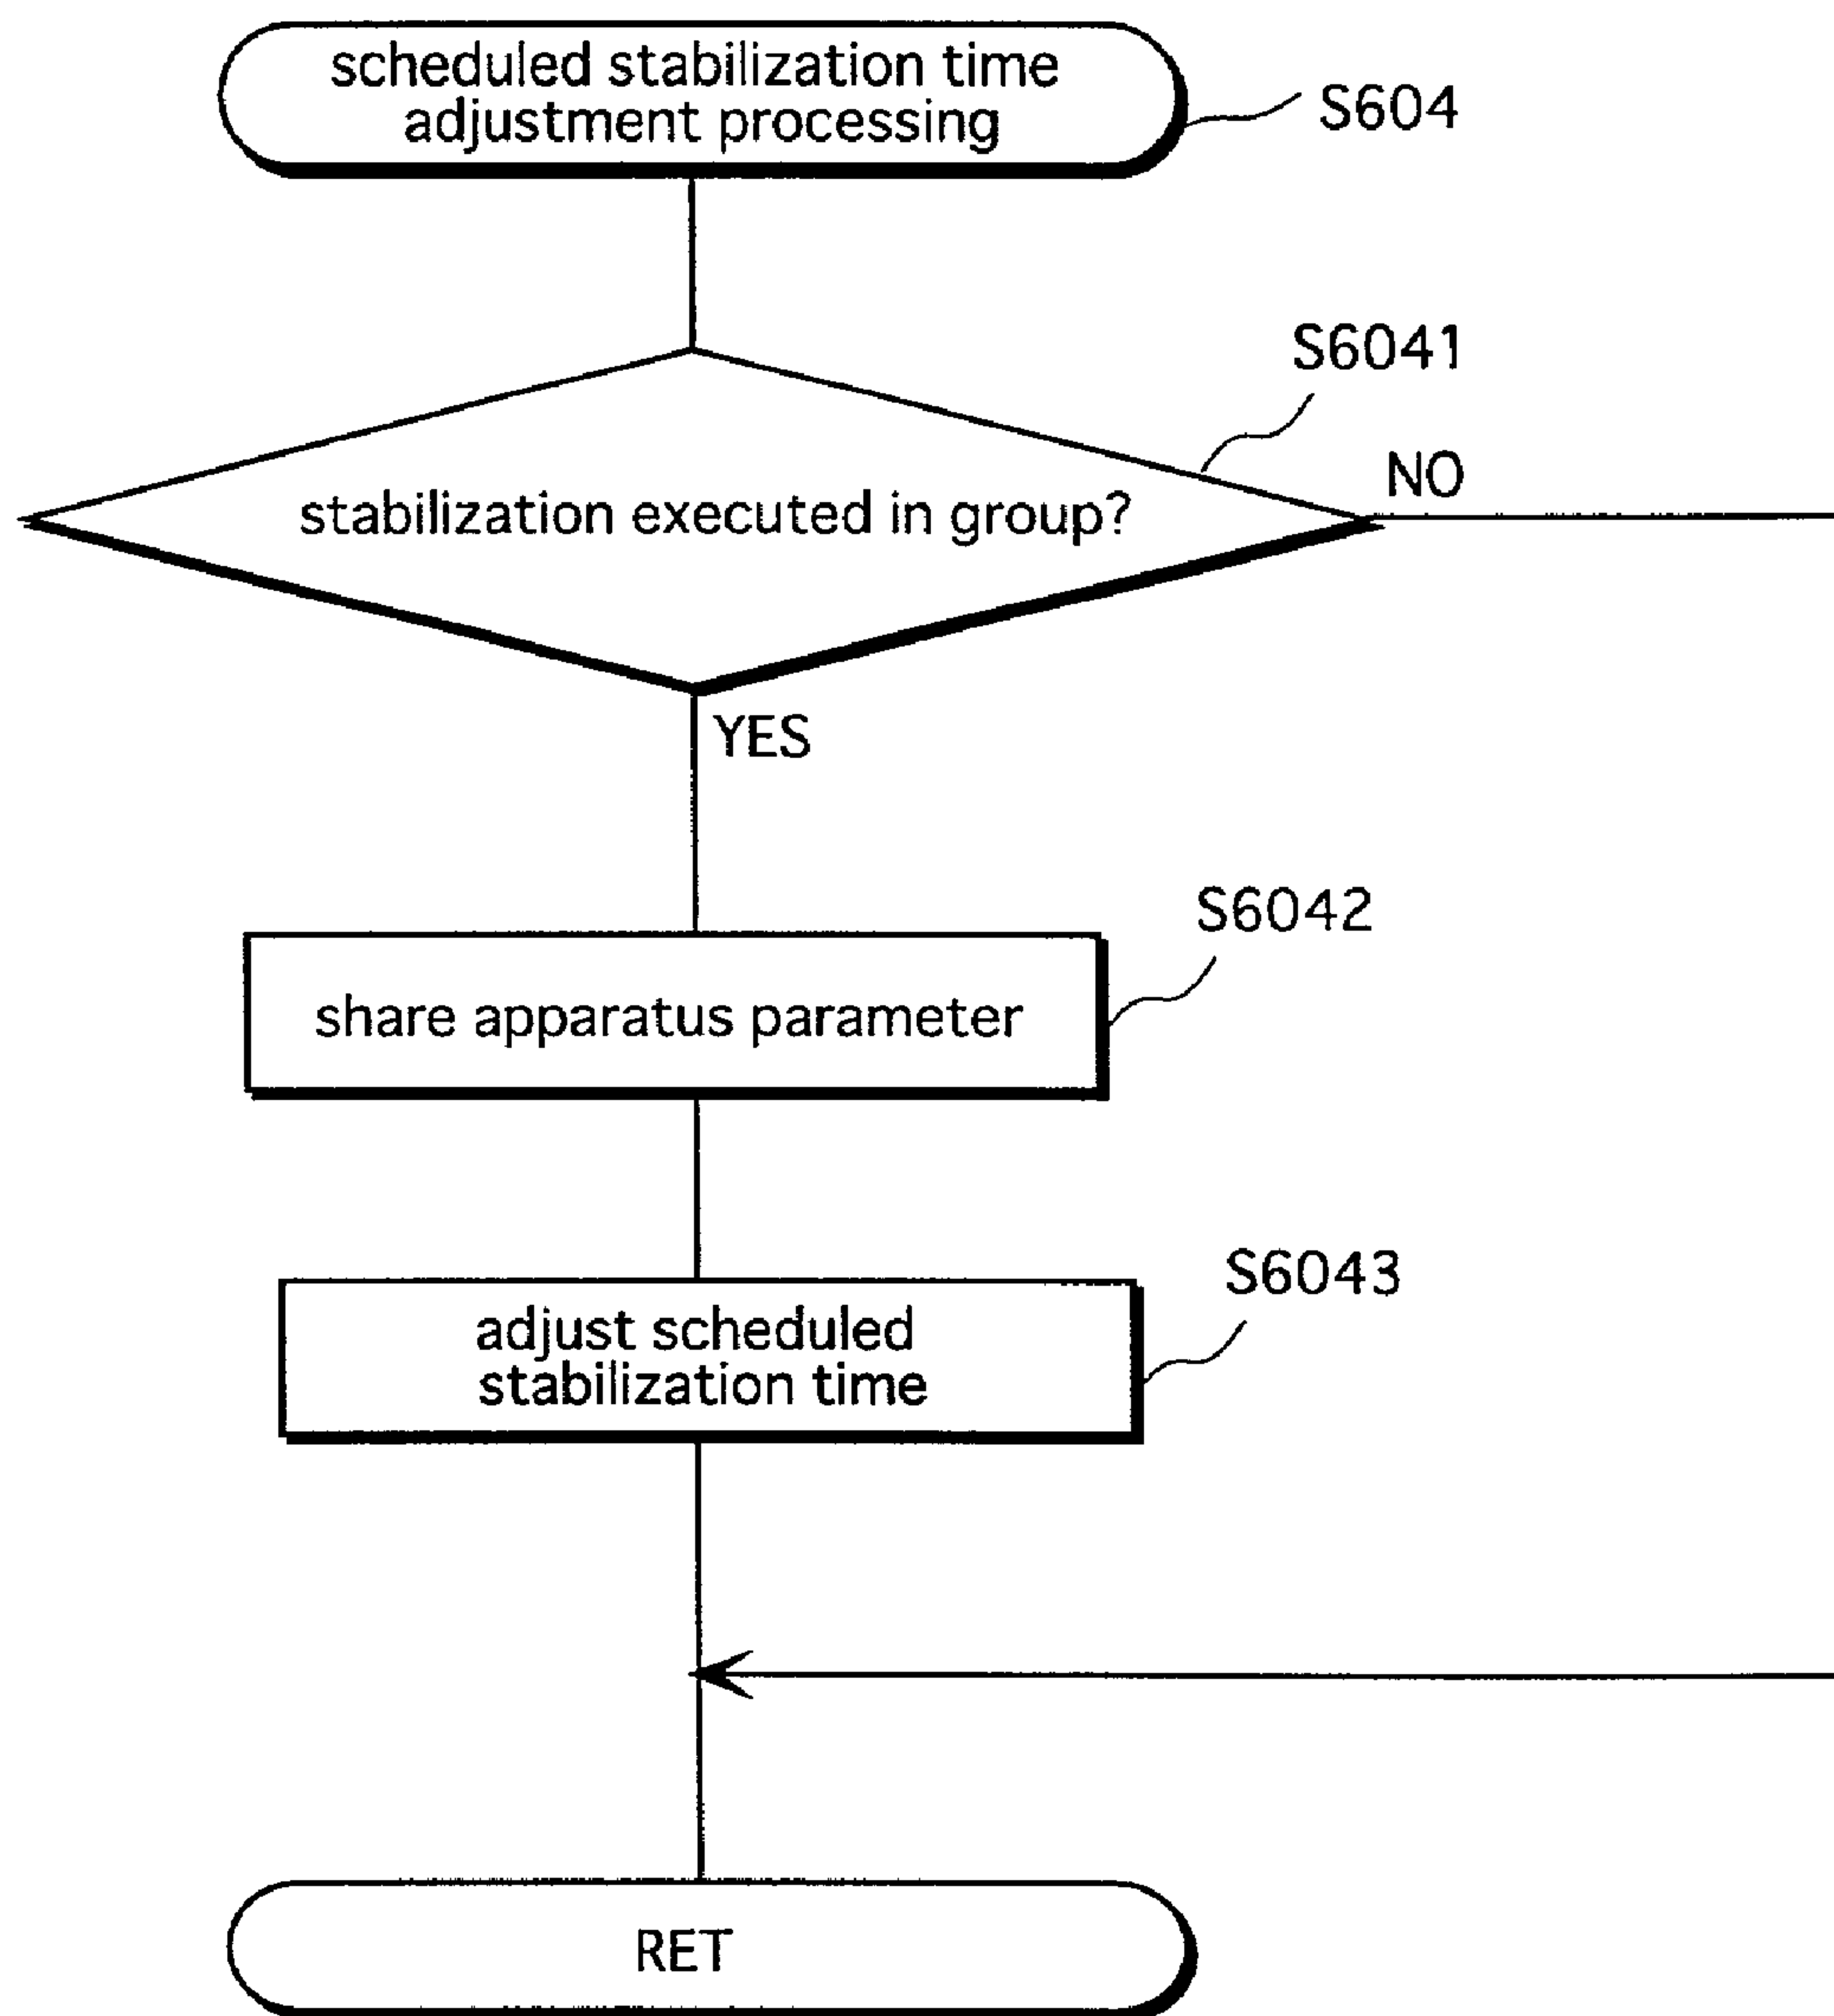 scheduled stabilization time
adjustment processing
S604
S6041
NO
stabilization executed in group?
YES
S6042
share apparatus parameter
S6043
adjust scheduled
stabilization time
RET